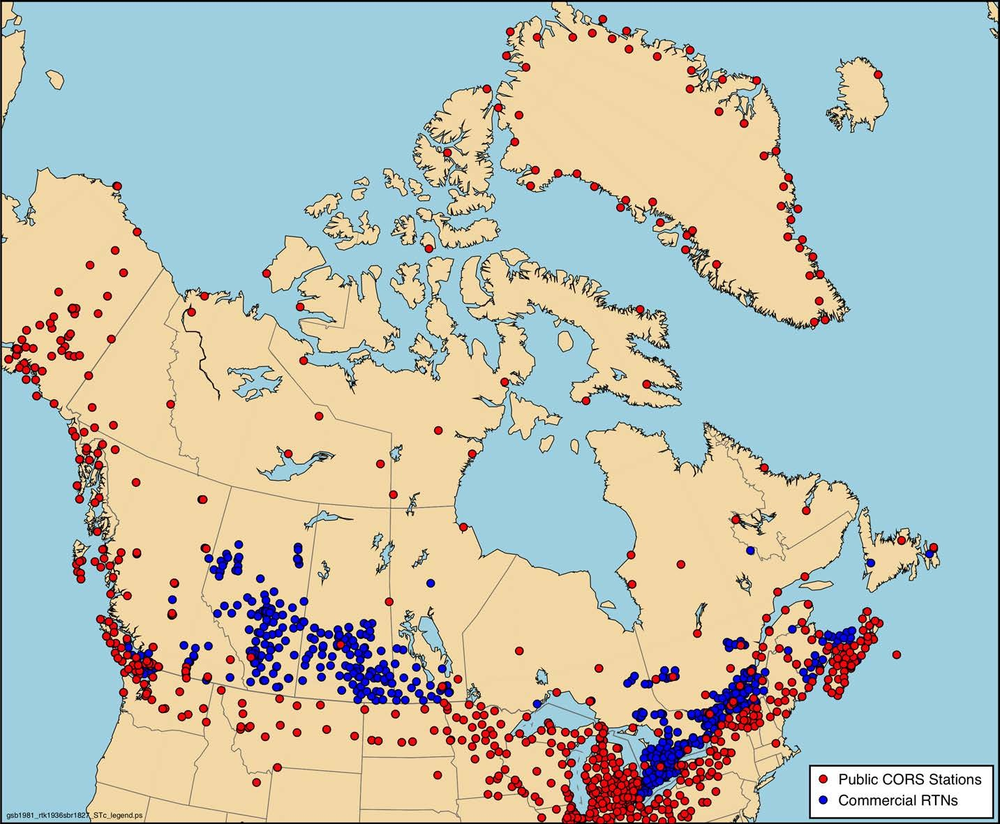 Public CORS Stations
Commercial RTNs
gsb1981_rtk1936sbr1827_STc_legend.ps